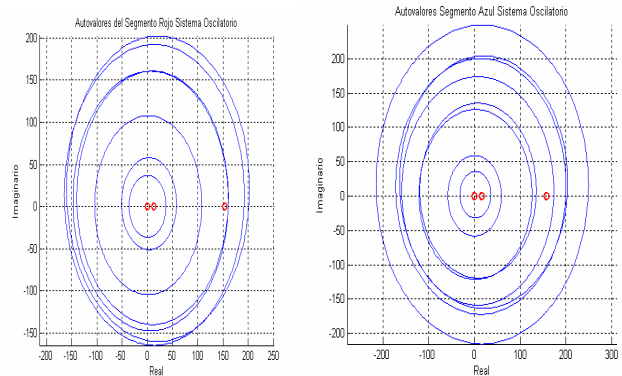 Autovalores del Segmento Rojo Sistema Oscilatorio
200
150
100
50
0
-50
-100
-150
Imaginario
-200 -150 -100 -50 0 50 100 150 200 250
Real
Autovalores Segmento Azul Sistema Oscilatorio
200
150
100
50
0
-50
-100
-150
-200
Imaginario
-200 -100 0 100 200 300
Real